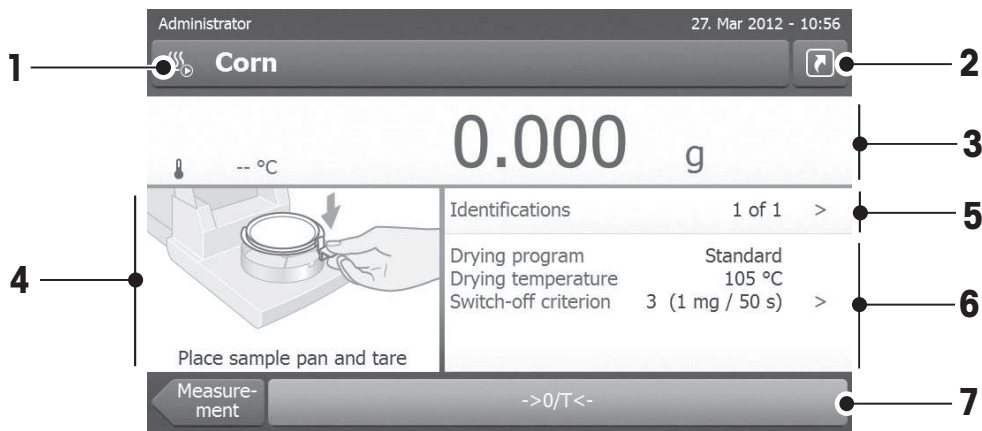 Administrator 27. Mar 2012 - 10:56
1 Corn 2
0.000 g 3
-- °C
4
Identifications 1 of 1 > 5
Drying program Standard
Drying temperature 105 °C
Switch-off criterion 3 (1 mg / 50 s) > 6
Place sample pan and tare
Measure-
ment
->0/T<- 7